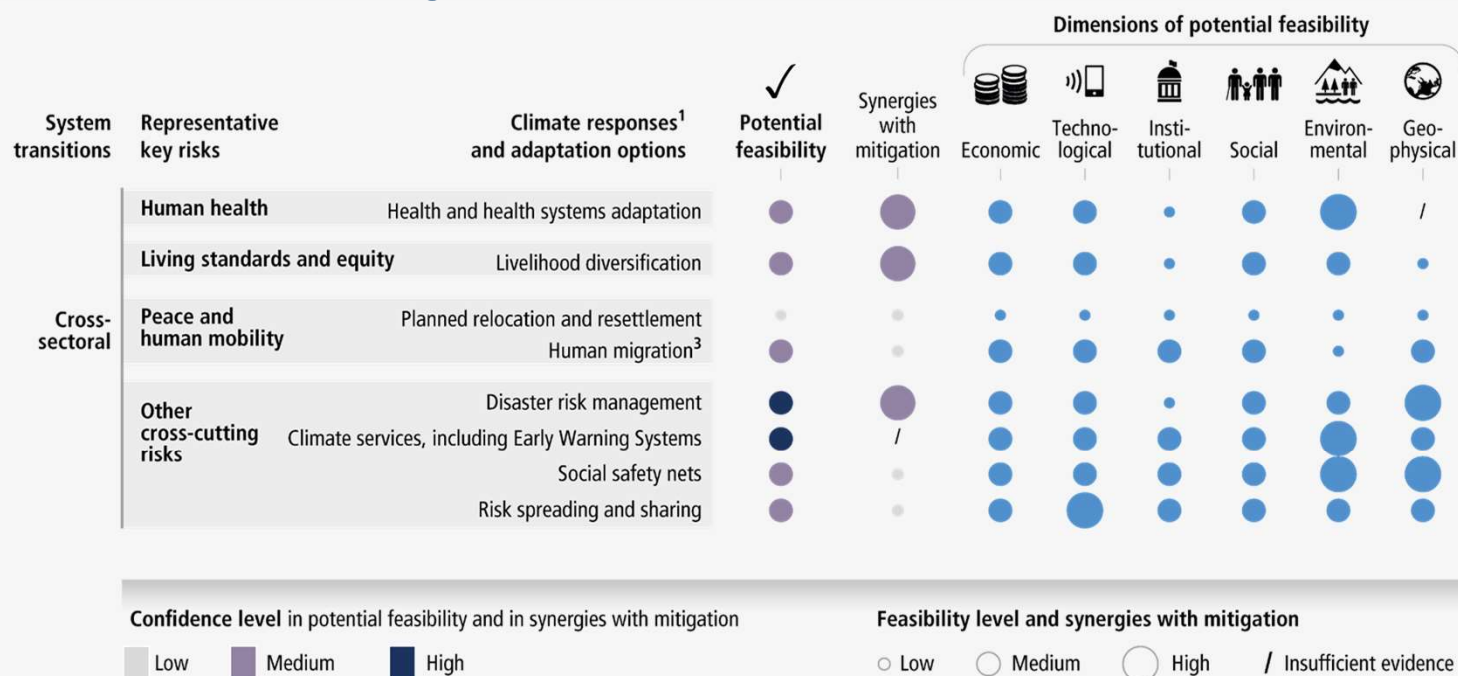 Dimensions of potential feasibility
System transitions
Representative key risks
Climate responses¹ and adaptation options
Potential feasibility
Synergies with mitigation
Economic
Techno-
logical
Insti-
tutional
Social
Environ-
mental
Geo-
physical
Cross-
sectoral
Human health
Health and health systems adaptation
/
Living standards and equity
Livelihood diversification
Peace and
human mobility
Planned relocation and resettlement
Human migration³
Other
cross-cutting
risks
Disaster risk management
Climate services, including Early Warning Systems
/
Social safety nets
Risk spreading and sharing
Confidence level in potential feasibility and in synergies with mitigation
Low Medium High
Feasibility level and synergies with mitigation
Low Medium High / Insufficient evidence